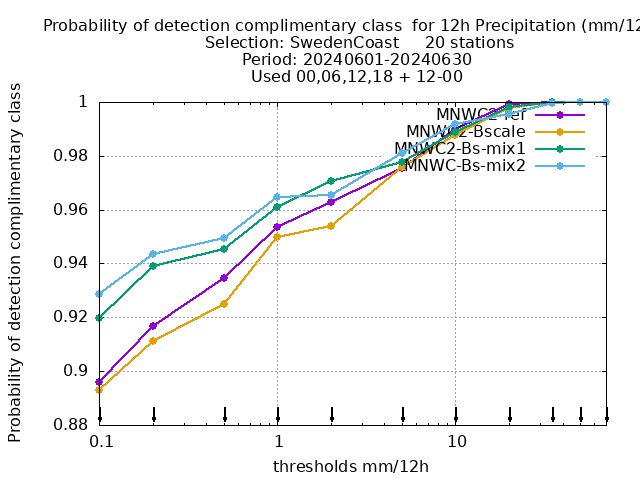 Probability of detection complimentary class  for 12h Precipitation (mm/12
Selection: SwedenCoast     20 stations
Period: 20240601-20240630
Used 00,06,12,18 + 12-00
Probability of detection complimentary class
1
0.98
0.96
0.94
0.92
0.9
0.88
MNWC2-ref
MNWC2-Bscale
MNWC2-Bs-mix1
MNWC-Bs-mix2
0.1
1
10
thresholds mm/12h